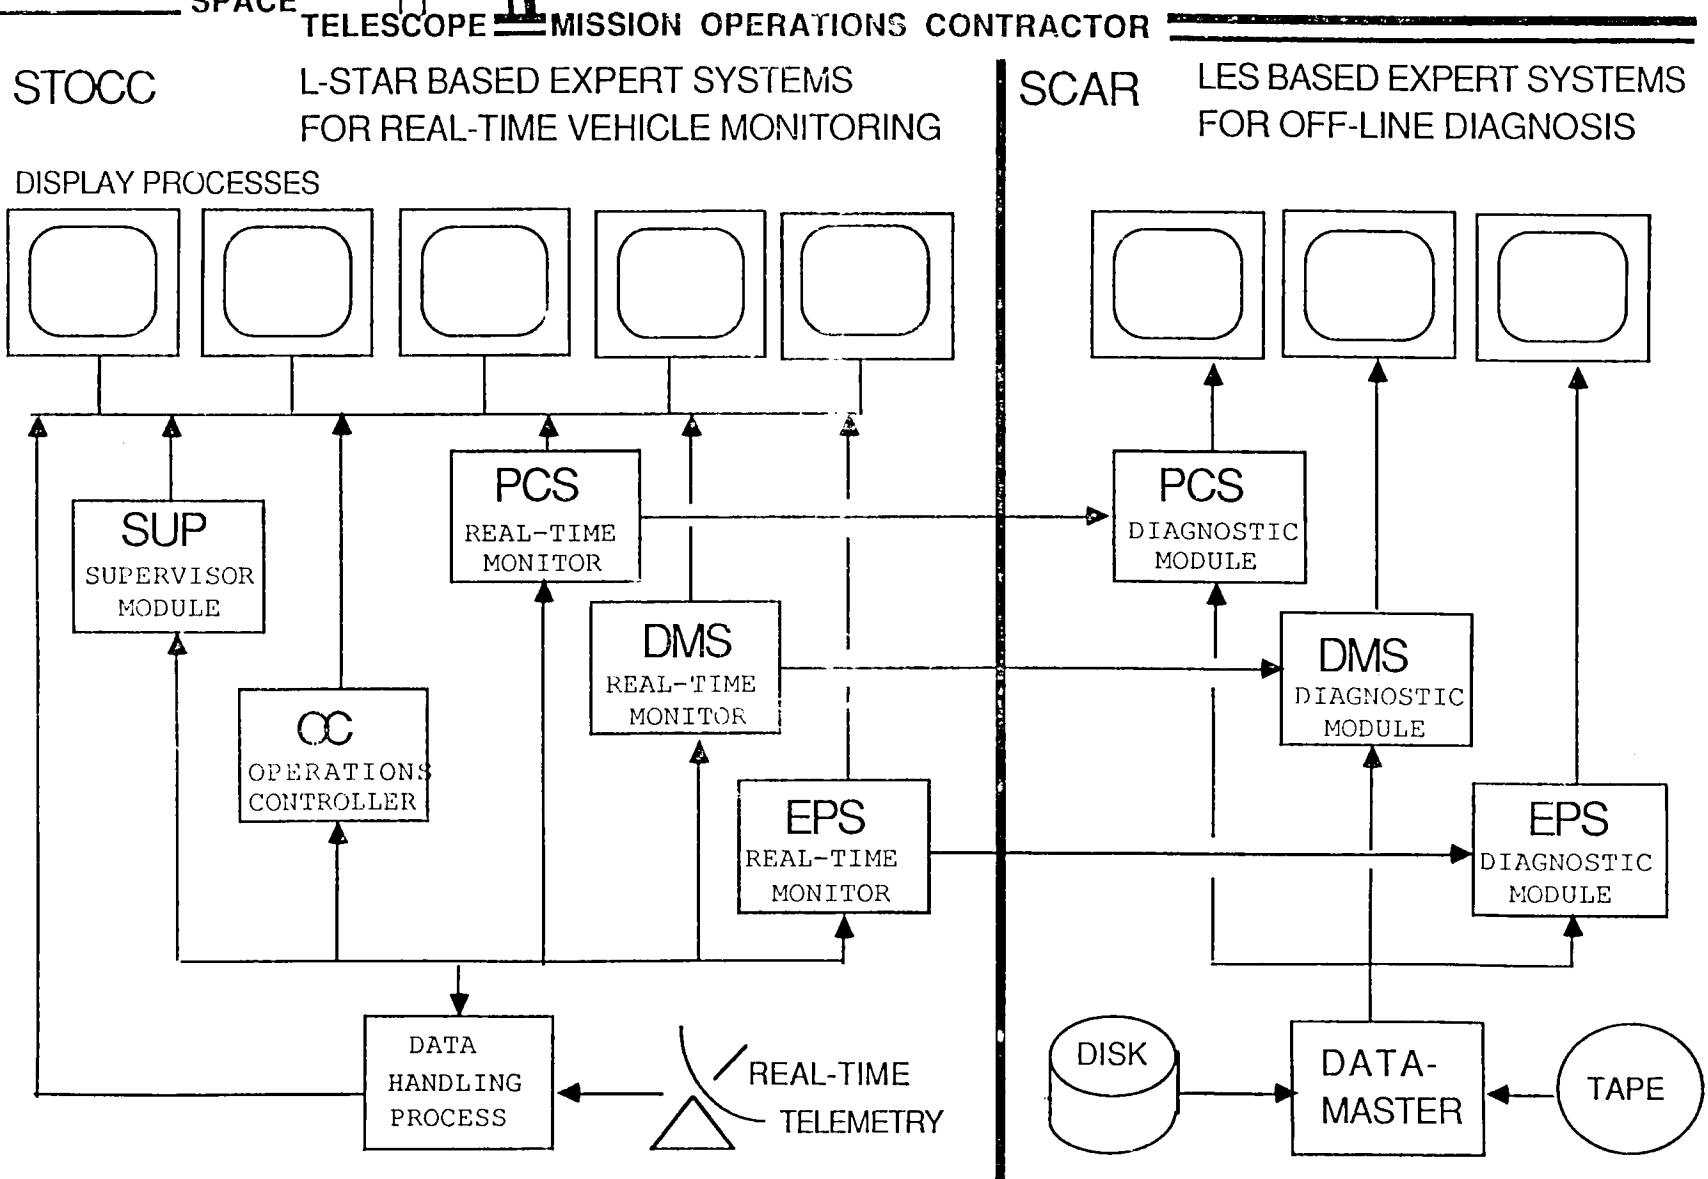 SPACE
TELESCOPE MISSION OPERATIONS CONTRACTOR
STOCC
L-STAR BASED EXPERT SYSTEMS
FOR REAL-TIME VEHICLE MONITORING
SCAR
LES BASED EXPERT SYSTEMS
FOR OFF-LINE DIAGNOSIS
DISPLAY PROCESSES
PCS
REAL-TIME
MONITOR
SUP
SUPERVISOR
MODULE
DMS
REAL-TIME
MONITOR
OC
OPERATIONS
CONTROLLER
EPS
REAL-TIME
MONITOR
DATA
HANDLING
PROCESS
REAL-TIME
TELEMETRY
PCS
DIAGNOSTIC
MODULE
DMS
DIAGNOSTIC
MODULE
EPS
DIAGNOSTIC
MODULE
DISK
DATA-
MASTER
TAPE